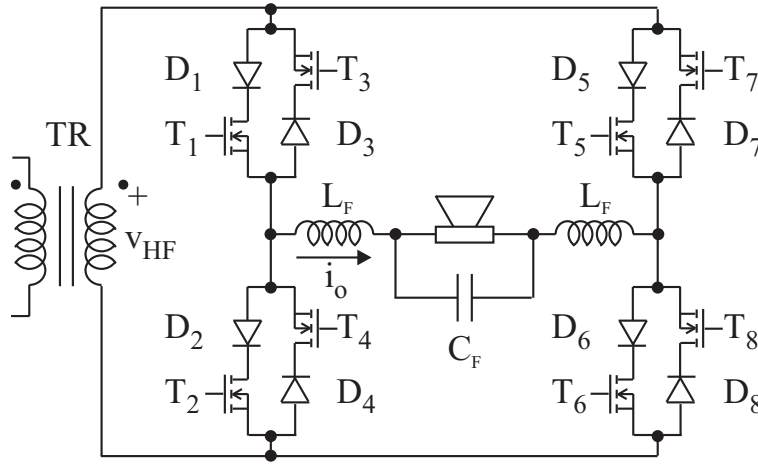 D1
T3
D5
T7
TR
T1
D3
T5
D7
+
vHF
LF
LF
io
D2
T4
CF
D6
T8
T2
D4
T6
D8